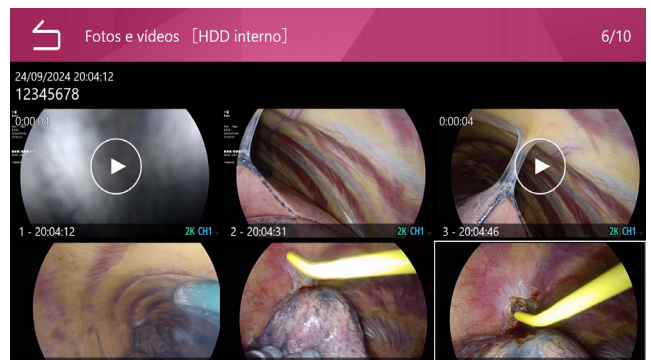 Fotos e vídeos ［HDD interno］ 6/10
24/09/2024 20:04:12
12345678
0:00:04
0:00:04
1 - 20:04:12 2K CH1
2 - 20:04:31 2K CH1
3 - 20:04:46 2K CH1